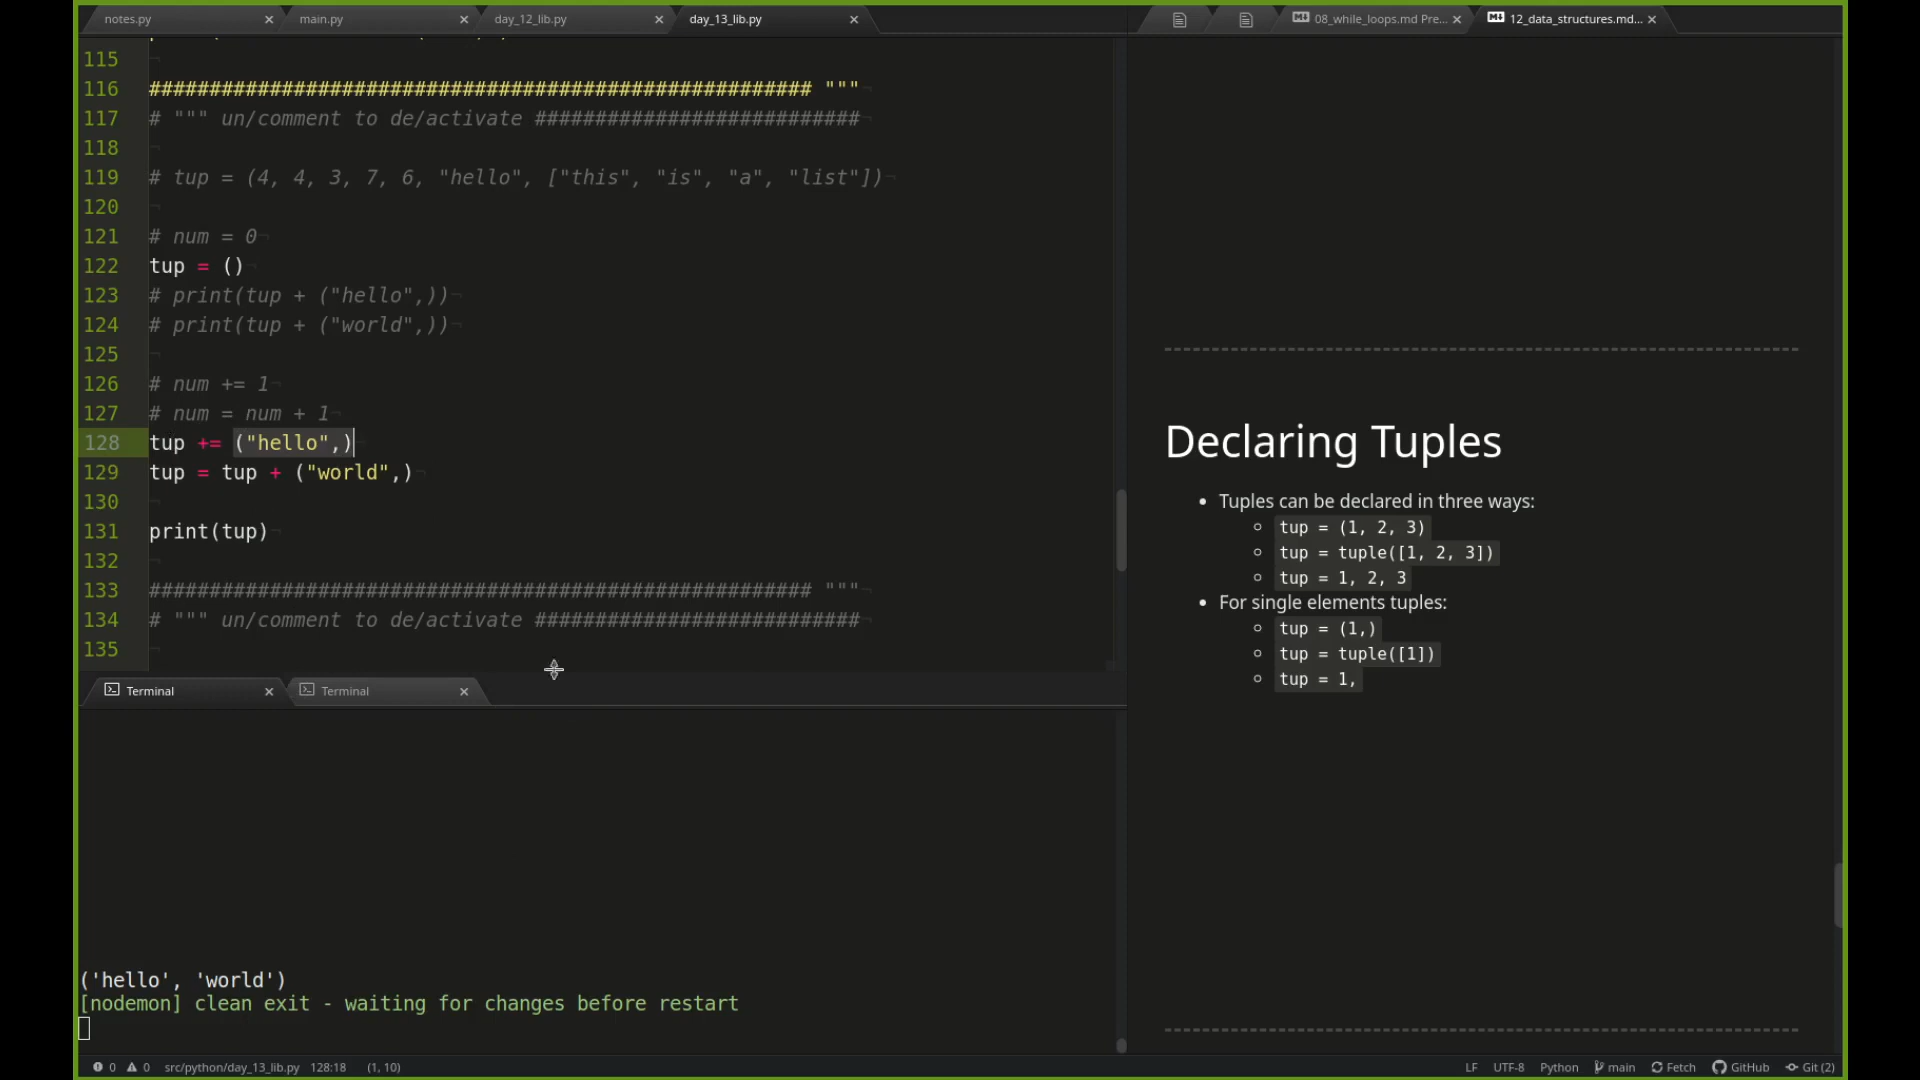 notes.py
main.py
day_12_lib.py
day_13_lib.py
08_while_loops.md Pre...
12_data_structures.md...
115
116 ####################################################### """
117 # """ un/comment to de/activate ###########################
118
119 # tup = (4, 4, 3, 7, 6, "hello", ["this", "is", "a", "list"])
120
121 # num = 0
122 tup = ()
123 # print(tup + ("hello",))
124 # print(tup + ("world",))
125
126 # num += 1
127 # num = num + 1
128 tup += ("hello",)
129 tup = tup + ("world",)
130
131 print(tup)
132
133 ####################################################### """
134 # """ un/comment to de/activate ###########################
135
Declaring Tuples
• Tuples can be declared in three ways:
tup = (1, 2, 3)
tup = tuple([1, 2, 3])
tup = 1, 2, 3
• For single elements tuples:
tup = (1,)
tup = tuple([1])
tup = 1,
Terminal
Terminal
('hello', 'world')
[nodemon] clean exit - waiting for changes before restart
0 0 src/python/day_13_lib.py 128:18 (1, 10)
LF UTF-8 Python main Fetch GitHub Git (2)